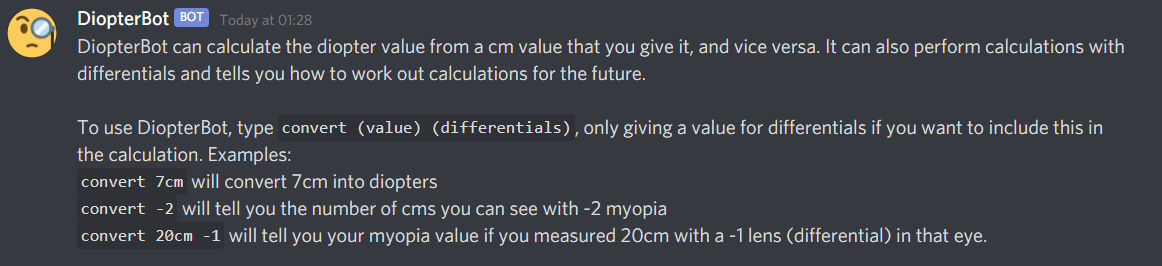 DiopterBot BOT Today at 01:28
DiopterBot can calculate the diopter value from a cm value that you give it, and vice versa. It can also perform calculations with
differentials and tells you how to work out calculations for the future.
To use DiopterBot, type convert (value) (differentials), only giving a value for differentials if you want to include this in
the calculation. Examples:
convert 7cm will convert 7cm into diopters
convert -2 will tell you the number of cms you can see with -2 myopia
convert 20cm -1 will tell you your myopia value if you measured 20cm with a -1 lens (differential) in that eye.